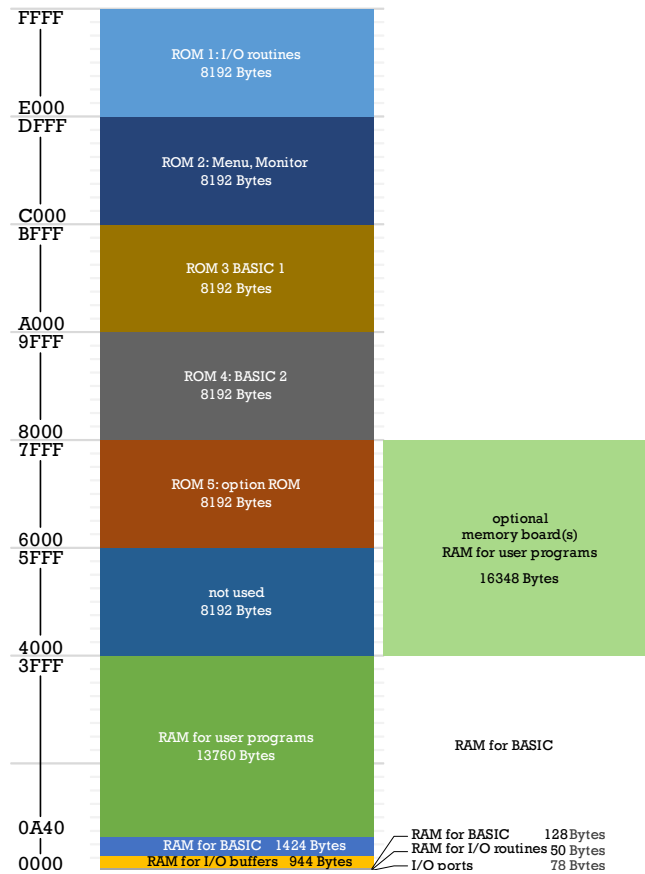 FFFF
ROM 1: I/O routines
8192 Bytes
E000
DFFF
ROM 2: Menu, Monitor
8192 Bytes
C000
BFFF
ROM 3 BASIC 1
8192 Bytes
A000
9FFF
ROM 4: BASIC 2
8192 Bytes
8000
7FFF
ROM 5: option ROM
8192 Bytes
optional
memory board(s)
RAM for user programs
16348 Bytes
6000
5FFF
not used
8192 Bytes
4000
3FFF
RAM for user programs
13760 Bytes
RAM for BASIC
0A40
RAM for BASIC 1424 Bytes
RAM for I/O buffers 944 Bytes
0000
RAM for BASIC 128 Bytes
RAM for I/O routines 50 Bytes
I/O ports 78 Bytes